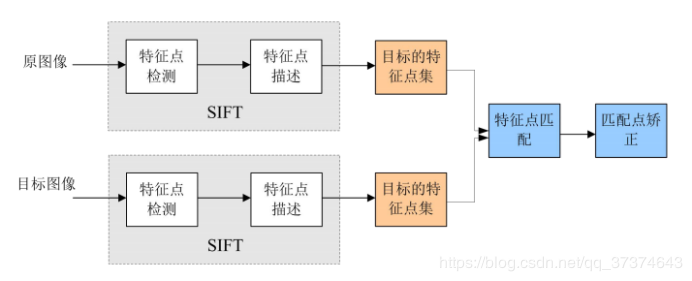 原图像
特征点
检测
特征点
描述
SIFT
目标的特
征点集
目标图像
特征点
检测
特征点
描述
SIFT
目标的特
征点集
特征点匹
配
匹配点矫
正
https://blog.csdn.net/qq_37374643